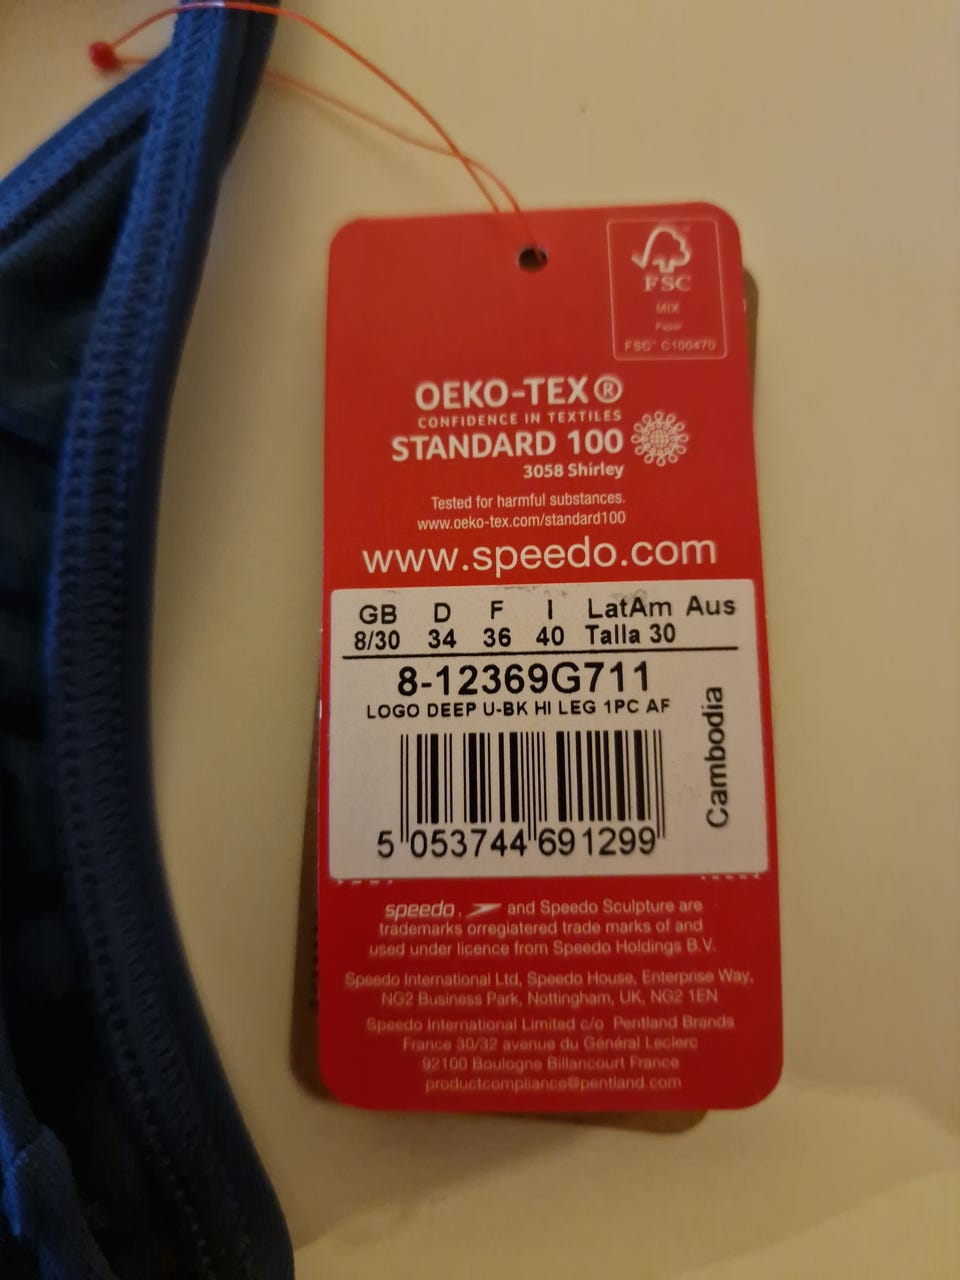 FSC
MIX
Paper
FSC™ C100470
OEKO-TEX®
CONFIDENCE IN TEXTILES
STANDARD 100
3058 Shirley
Tested for harmful substances.
www.oeko-tex.com/standard100
www.speedo.com
GB D F I LatAm Aus
8/30 34 36 40 Talla 30
8-12369G711
LOGO DEEP U-BK HI LEG 1PC AF
Cambodia
5 053744 691299
speedo, and Speedo Sculpture are
trademarks orregiatered trade marks of and
used under licence from Speedo Holdings B.V.
Speedo International Ltd, Speedo House, Enterprise Way,
NG2 Business Park, Nottingham, UK, NG2 1EN
Speedo International Limited c/o Pentland Brands
France 30/32 avenue du Général Leclerc
92100 Boulogne Billancourt France
productcompliance@pentland.com